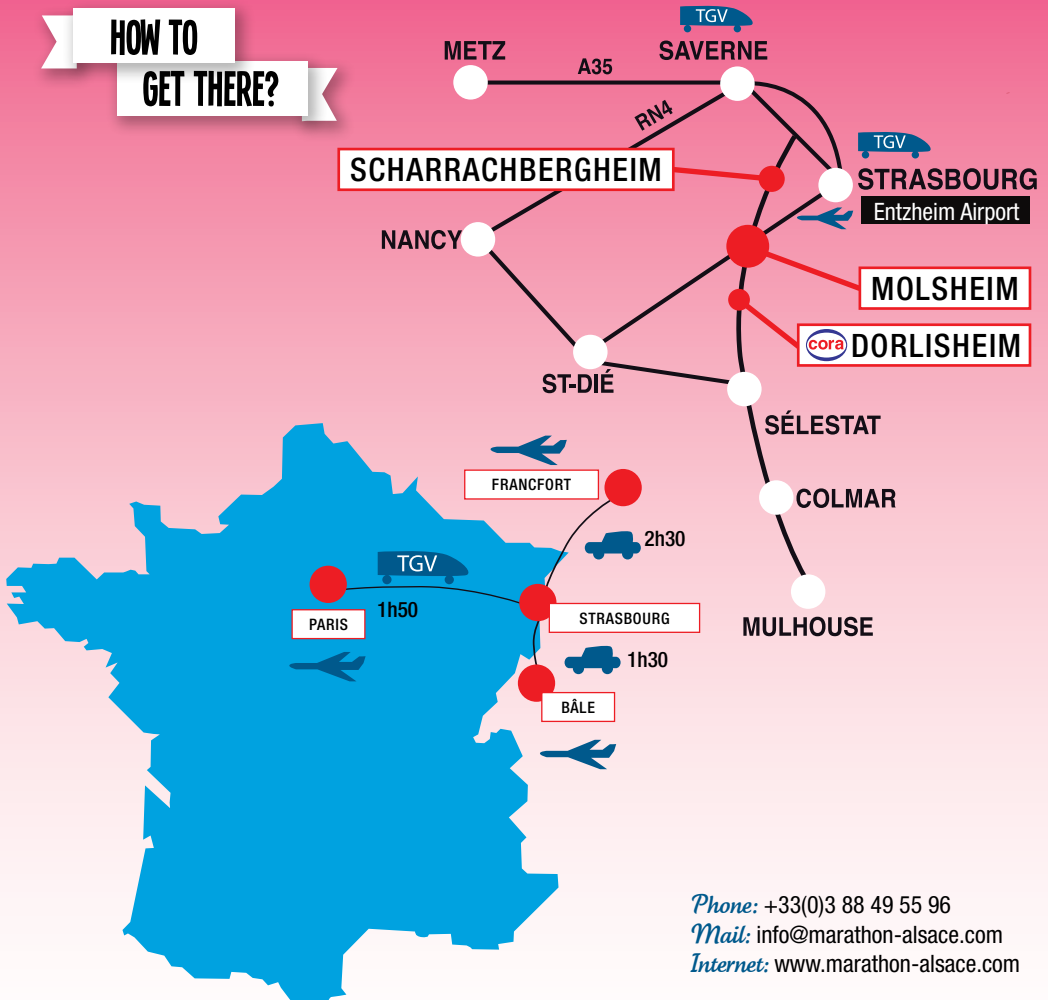 HOW TO
GET THERE?
TGV
METZ
SAVERNE
A35
RN4
TGV
SCHARRACHBERGHEIM
STRASBOURG
Entzheim Airport
NANCY
MOLSHEIM
cora DORLISHEIM
ST-DIÉ
SÉLESTAT
FRANCFORT
COLMAR
2h30
TGV
1h50
PARIS
STRASBOURG
MULHOUSE
1h30
BÂLE
Phone: +33(0)3 88 49 55 96
Mail: info@marathon-alsace.com
Internet: www.marathon-alsace.com